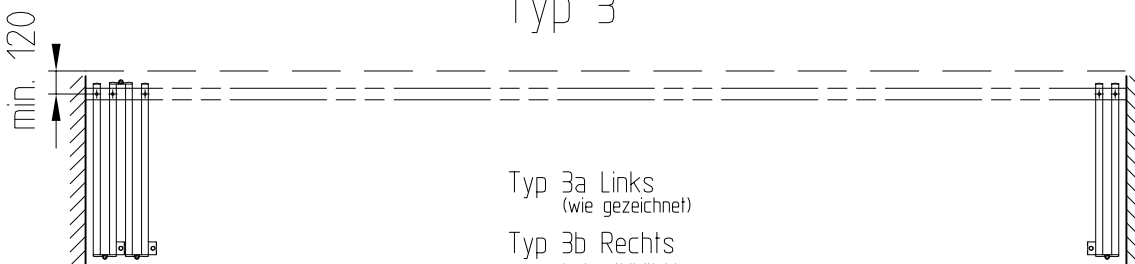 Typ 3
min. 120
Typ 3a Links
(wie gezeichnet)
Typ 3b Rechts